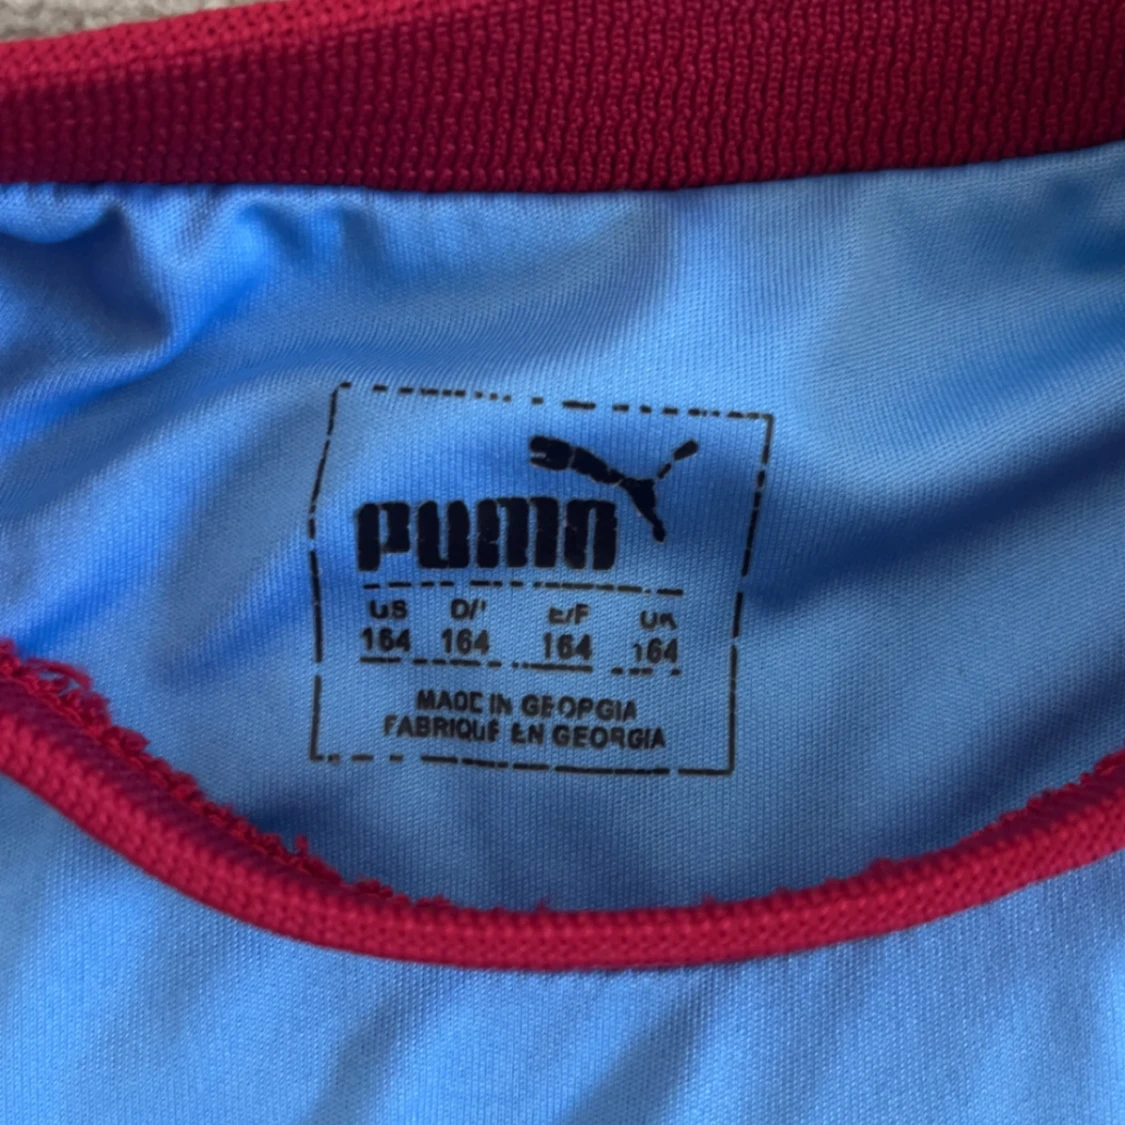 PUMA
US D/ E/F UK
164 164 164 164
MADE IN GEORGIA
FABRIQUE EN GEORGIA